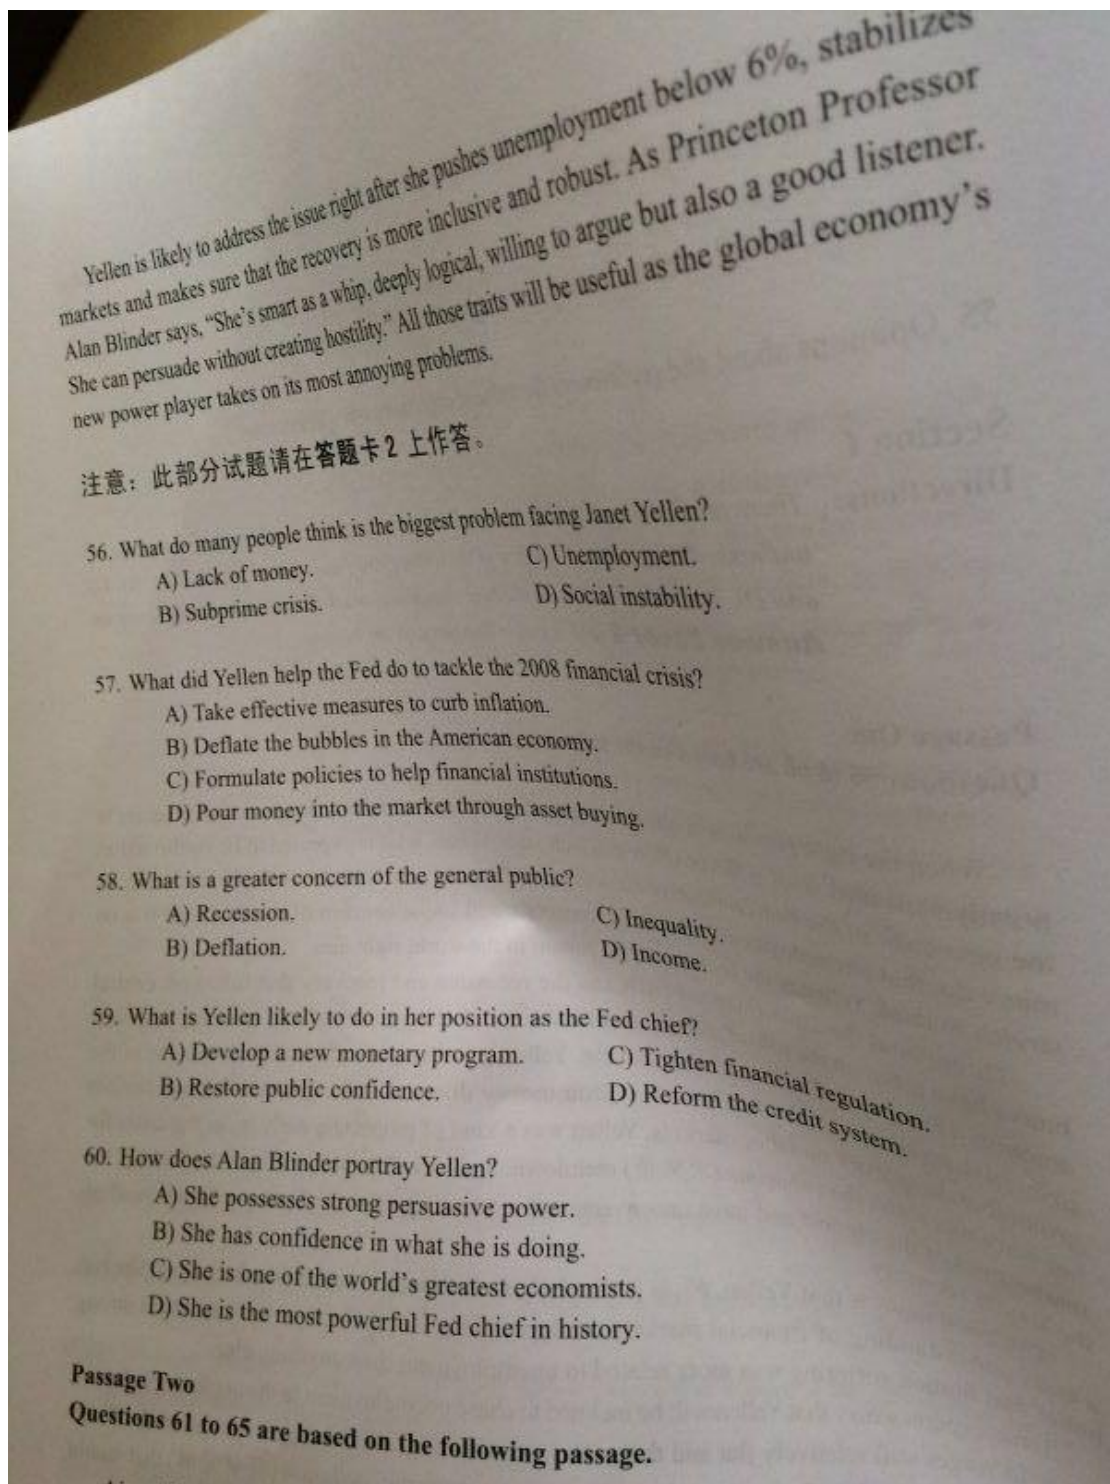 Yellen is likely to address the issue right after she pushes unemployment below 6%, stabilizes
markets and makes sure that the recovery is more inclusive and robust. As Princeton Professor
Alan Blinder says, “She’s smart as a whip, deeply logical, willing to argue but also a good listener.
She can persuade without creating hostility.” All those traits will be useful as the global economy’s
new power player takes on its most annoying problems.
注意：此部分试题请在答题卡2上作答。
56. What do many people think is the biggest problem facing Janet Yellen?
A) Lack of money.
C) Unemployment.
B) Subprime crisis.
D) Social instability.
57. What did Yellen help the Fed do to tackle the 2008 financial crisis?
A) Take effective measures to curb inflation.
B) Deflate the bubbles in the American economy.
C) Formulate policies to help financial institutions.
D) Pour money into the market through asset buying.
58. What is a greater concern of the general public?
A) Recession.
C) Inequality.
B) Deflation.
D) Income.
59. What is Yellen likely to do in her position as the Fed chief?
A) Develop a new monetary program.
C) Tighten financial regulation.
B) Restore public confidence.
D) Reform the credit system.
60. How does Alan Blinder portray Yellen?
A) She possesses strong persuasive power.
B) She has confidence in what she is doing.
C) She is one of the world’s greatest economists.
D) She is the most powerful Fed chief in history.
Passage Two
Questions 61 to 65 are based on the following passage.